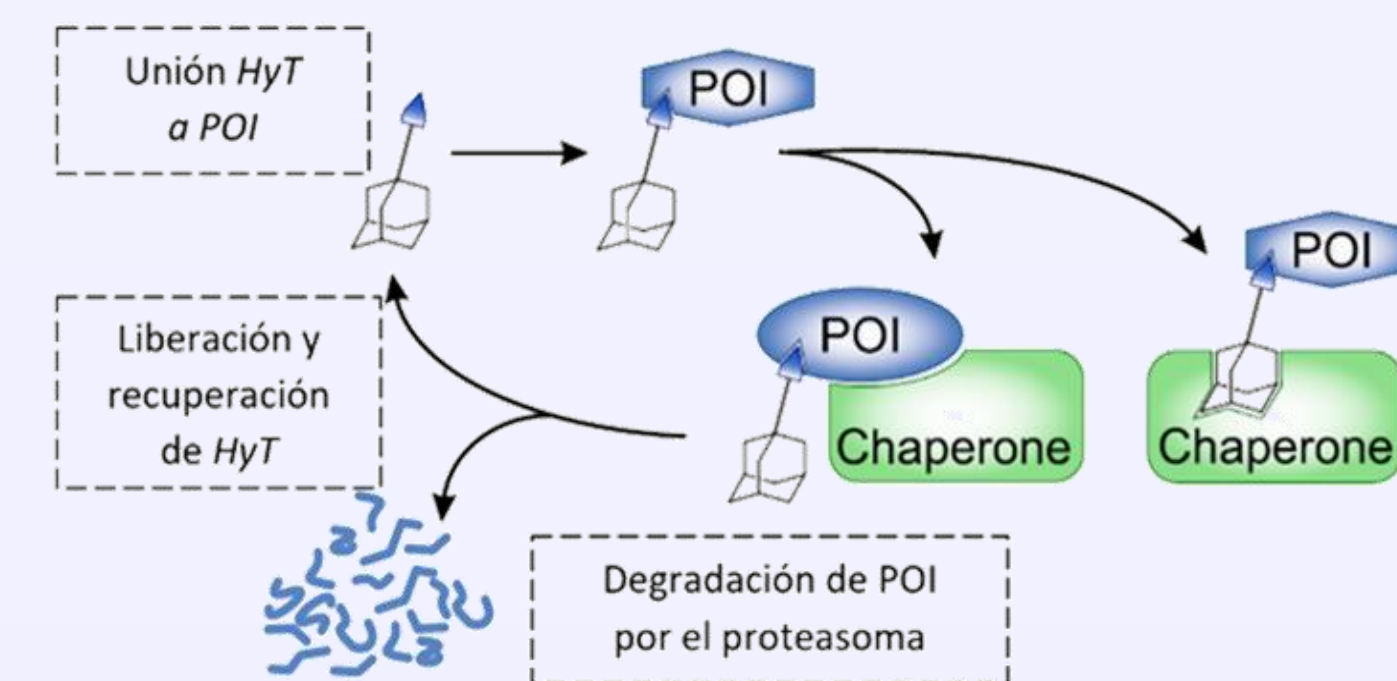 Unión HyT
a POI
POI
POI
POI
Chaperone
Chaperone
Liberación y
recuperación
de HyT
Degradación de POI
por el proteasoma